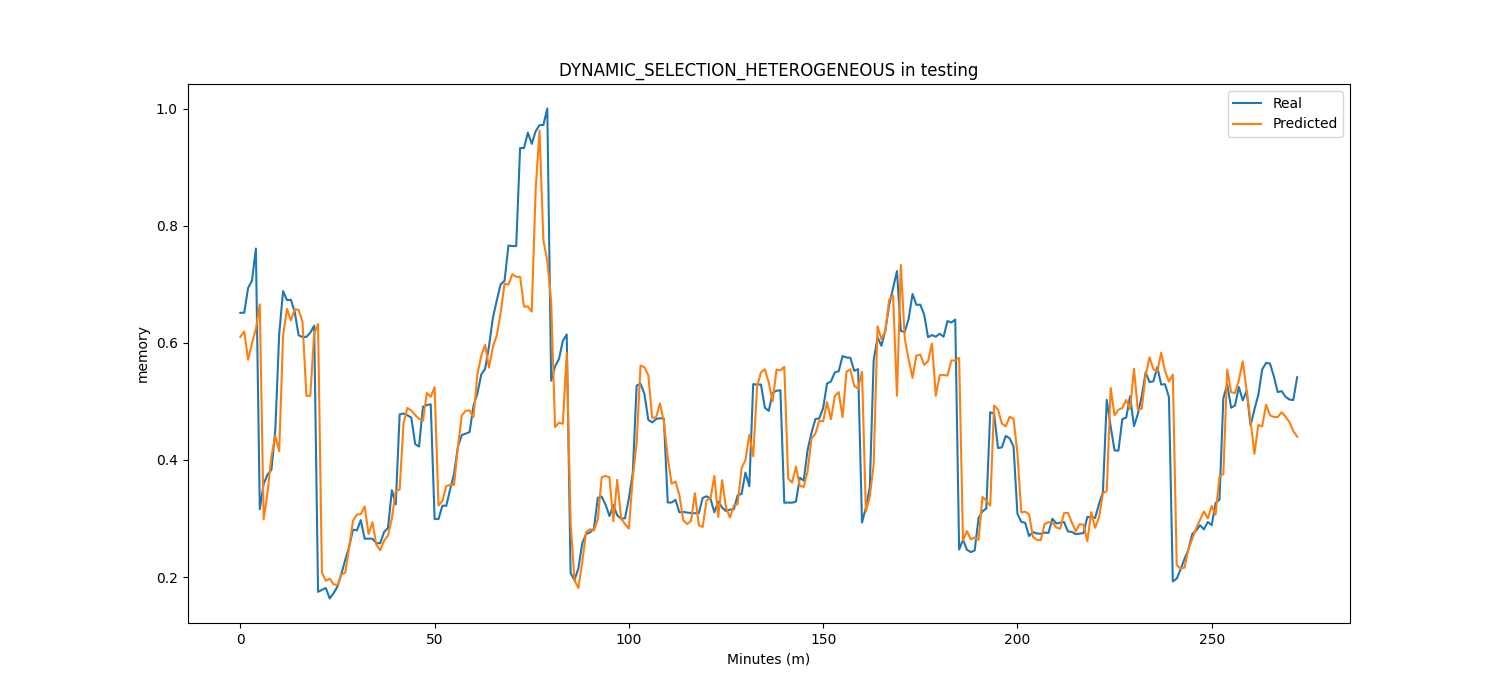 DYNAMIC_SELECTION_HETEROGENEOUS in testing
Real
Predicted
memory
1.0
0.8
0.6
0.4
0.2
0 50 100 150 200 250
Minutes (m)